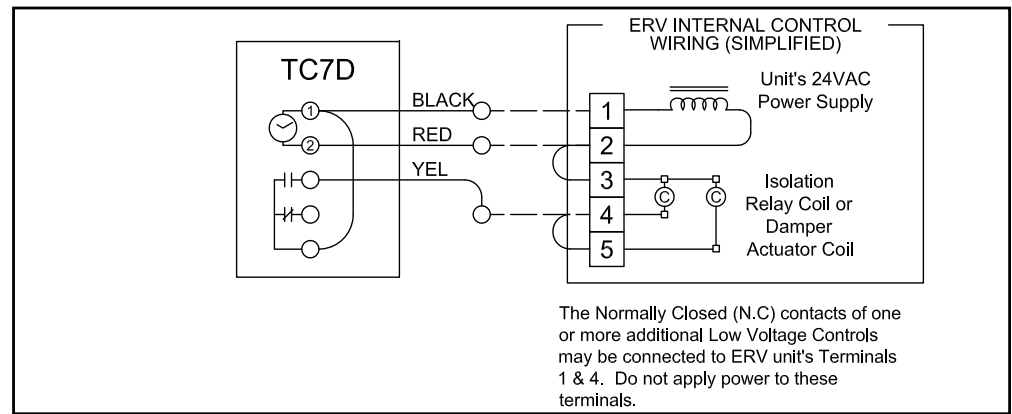 ERV INTERNAL CONTROL
WIRING (SIMPLIFIED)
TC7D
Unit's 24VAC
Power Supply
1
BLACK
1
2
RED
2
YEL
3
4
5
C
C
Isolation
Relay Coil or
Damper
Actuator Coil
The Normally Closed (N.C) contacts of one
or more additional Low Voltage Controls
may be connected to ERV unit's Terminals
1 & 4. Do not apply power to these
terminals.